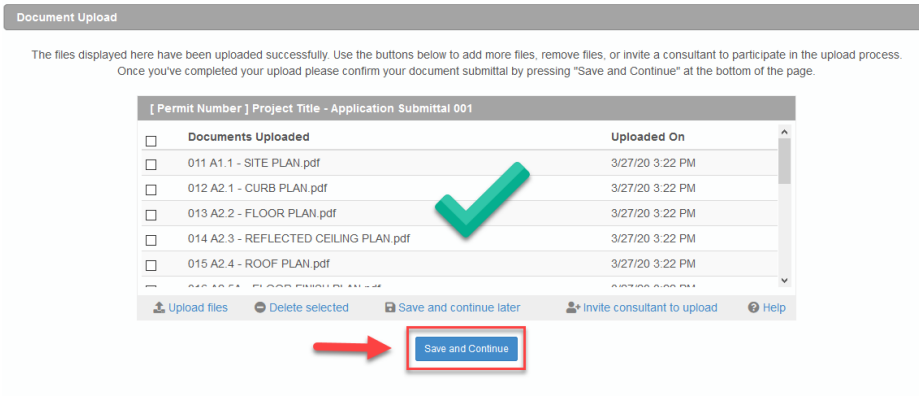 Document Upload
The files displayed here have been uploaded successfully. Use the buttons below to add more files, remove files, or invite a consultant to participate in the upload process.
Once you've completed your upload please confirm your document submittal by pressing "Save and Continue" at the bottom of the page.
[ Permit Number ] Project Title - Application Submittal 001
Documents Uploaded Uploaded On
011 A1.1 - SITE PLAN.pdf 3/27/20 3:22 PM
012 A2.1 - CURB PLAN.pdf 3/27/20 3:22 PM
013 A2.2 - FLOOR PLAN.pdf 3/27/20 3:22 PM
014 A2.3 - REFLECTED CEILING PLAN.pdf 3/27/20 3:22 PM
015 A2.4 - ROOF PLAN.pdf 3/27/20 3:22 PM
Upload files Delete selected Save and continue later Invite consultant to upload Help
Save and Continue